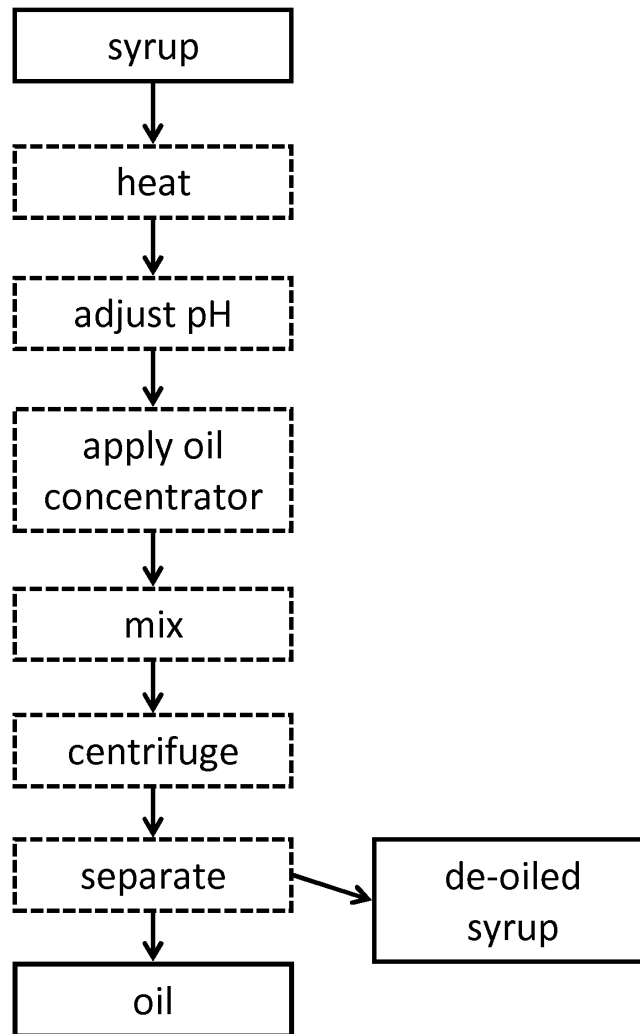 syrup
heat
adjust pH
apply oil
concentrator
mix
centrifuge
separate
de-oiled
syrup
oil